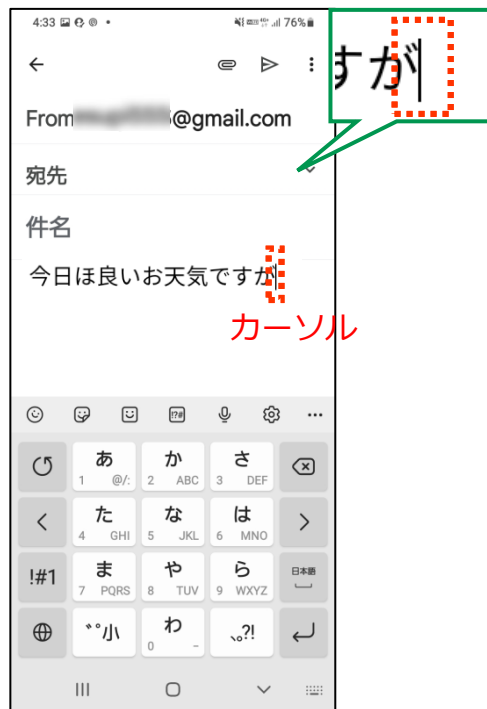 4:33 76%
すが
From @gmail.com
宛先
件名
今日ほ良いお天気ですが
カーソル
!?#
あ か さ
1 @/: 2 ABC 3 DEF
た な は
4 GHI 5 JKL 6 MNO
!#1 ま や ら 日本語
7 PQRS 8 TUV 9 WXYZ
゛゜小 わ 、。?!
0 -